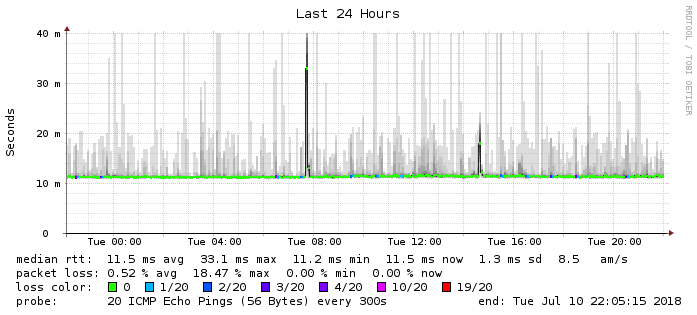 Last 24 Hours
RRDTOOL / TOBI OETIKER
Seconds
40 m
30 m
20 m
10 m
0
Tue 00:00 Tue 04:00 Tue 08:00 Tue 12:00 Tue 16:00 Tue 20:00
median rtt: 11.5 ms avg 33.1 ms max 11.2 ms min 11.5 ms now 1.3 ms sd 8.5 am/s
packet loss: 0.52 % avg 18.47 % max 0.00 % min 0.00 % now
loss color: 0 1/20 2/20 3/20 4/20 10/20 19/20
probe: 20 ICMP Echo Pings (56 Bytes) every 300s end: Tue Jul 10 22:05:15 2018